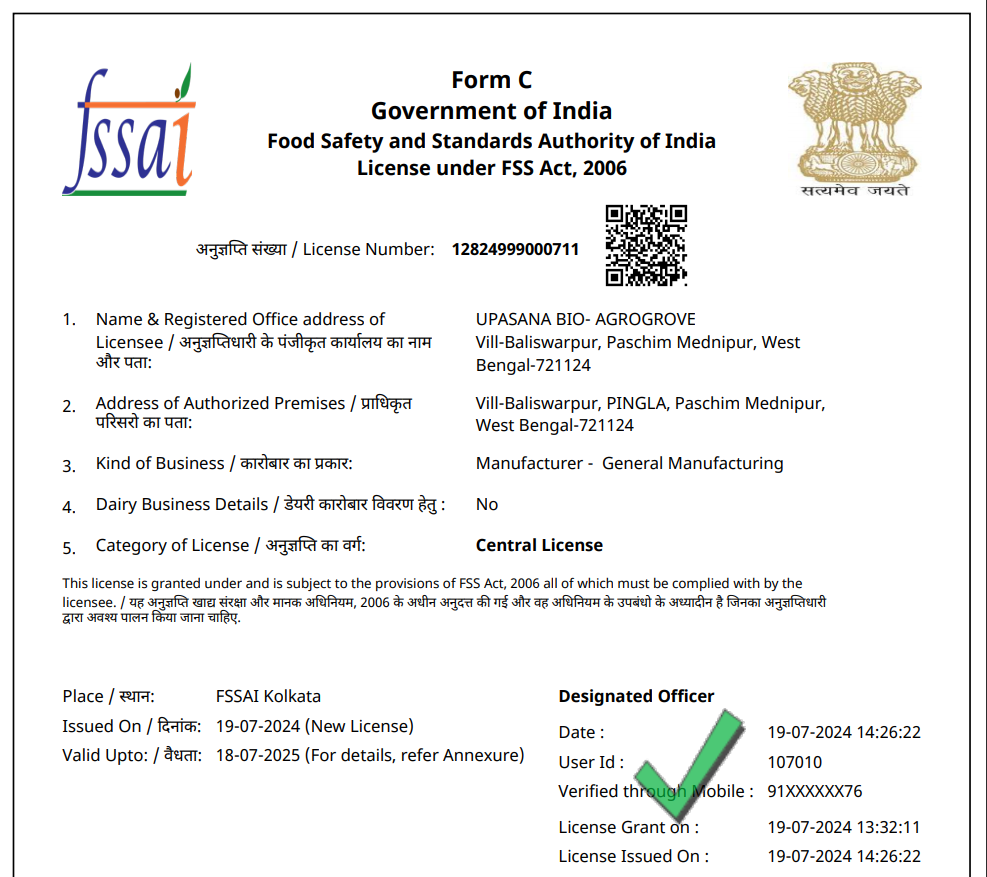 fssai
Form C
Government of India
Food Safety and Standards Authority of India
License under FSS Act, 2006
सत्यमेव जयते
अनुज्ञप्ति संख्या / License Number: 12824999000711
1. Name & Registered Office address of Licensee / अनुज्ञप्तिधारी के पंजीकृत कार्यालय का नाम और पता:
UPASANA BIO- AGROGROVE
Vill-Baliswarpur, Paschim Mednipur, West
Bengal-721124
2. Address of Authorized Premises / प्राधिकृत परिसरो का पता:
Vill-Baliswarpur, PINGLA, Paschim Mednipur,
West Bengal-721124
3. Kind of Business / कारोबार का प्रकार: Manufacturer - General Manufacturing
4. Dairy Business Details / डेयरी कारोबार विवरण हेतु : No
5. Category of License / अनुज्ञप्ति का वर्ग: Central License
This license is granted under and is subject to the provisions of FSS Act, 2006 all of which must be complied with by the
licensee. / यह अनुज्ञप्ति खाद्य संरक्षा और मानक अधिनियम, 2006 के अधीन अनुदत्त की गई और वह अधिनियम के उपबंधो के अध्यादीन है जिनका अनुज्ञप्तिधारी
द्वारा अवश्य पालन किया जाना चाहिए.
Place / स्थान: FSSAI Kolkata
Issued On / दिनांक: 19-07-2024 (New License)
Valid Upto: / वैधता: 18-07-2025 (For details, refer Annexure)
Designated Officer
Date : 19-07-2024 14:26:22
User Id : 107010
Verified through Mobile : 91XXXXXX76
License Grant on : 19-07-2024 13:32:11
License Issued On : 19-07-2024 14:26:22